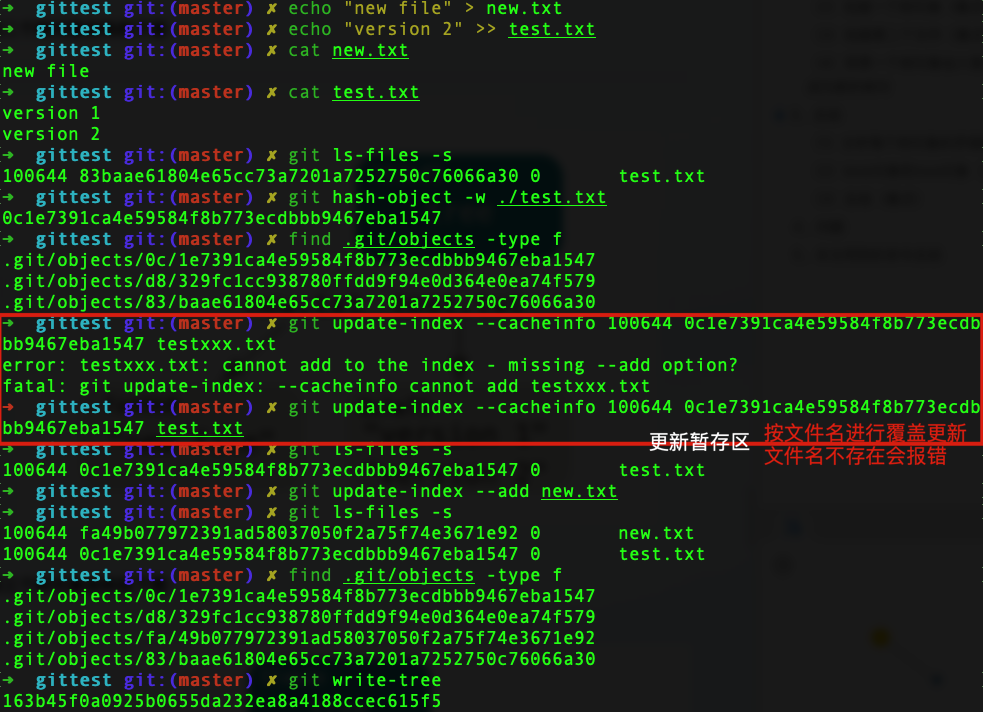 → gittest git:(master) ✗ echo "new file" > new.txt
→ gittest git:(master) ✗ echo "version 2" >> test.txt
→ gittest git:(master) ✗ cat new.txt
new file
→ gittest git:(master) ✗ cat test.txt
version 1
version 2
→ gittest git:(master) ✗ git ls-files -s
100644 83baae61804e65cc73a7201a7252750c76066a30 0 test.txt
→ gittest git:(master) ✗ git hash-object -w ./test.txt
0c1e7391ca4e59584f8b773ecdbbb9467eba1547
→ gittest git:(master) ✗ find .git/objects -type f
.git/objects/0c/1e7391ca4e59584f8b773ecdbbb9467eba1547
.git/objects/d8/329fc1cc938780ffdd9f94e0d364e0ea74f579
.git/objects/83/baae61804e65cc73a7201a7252750c76066a30
→ gittest git:(master) ✗ git update-index --cacheinfo 100644 0c1e7391ca4e59584f8b773ecdb
bb9467eba1547 testxxx.txt
error: testxxx.txt: cannot add to the index - missing --add option?
fatal: git update-index: --cacheinfo cannot add testxxx.txt
→ gittest git:(master) ✗ git update-index --cacheinfo 100644 0c1e7391ca4e59584f8b773ecdb
bb9467eba1547 test.txt
更新暂存区 按文件名进行覆盖更新
文件名不存在会报错
→ gittest git:(master) ✗ git ls-files -s
100644 0c1e7391ca4e59584f8b773ecdbbb9467eba1547 0 test.txt
→ gittest git:(master) ✗ git update-index --add new.txt
→ gittest git:(master) ✗ git ls-files -s
100644 fa49b077972391ad58037050f2a75f74e3671e92 0 new.txt
100644 0c1e7391ca4e59584f8b773ecdbbb9467eba1547 0 test.txt
→ gittest git:(master) ✗ find .git/objects -type f
.git/objects/0c/1e7391ca4e59584f8b773ecdbbb9467eba1547
.git/objects/d8/329fc1cc938780ffdd9f94e0d364e0ea74f579
.git/objects/fa/49b077972391ad58037050f2a75f74e3671e92
.git/objects/83/baae61804e65cc73a7201a7252750c76066a30
→ gittest git:(master) ✗ git write-tree
163b45f0a0925b0655da232ea8a4188ccec615f5